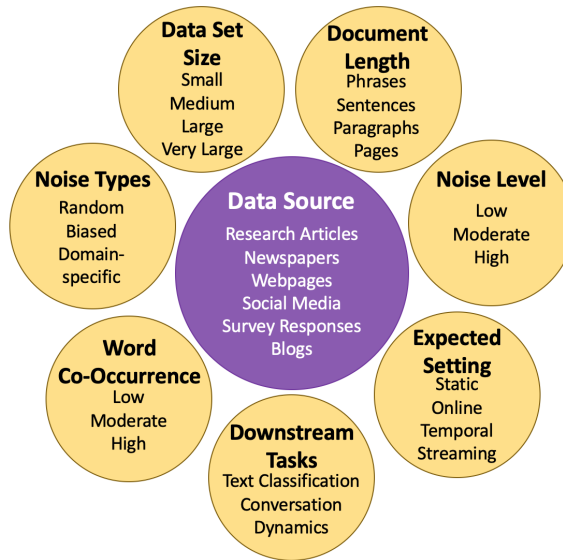 Data Set
Size
Small
Medium
Large
Very Large
Document
Length
Phrases
Sentences
Paragraphs
Pages
Noise Types
Random
Biased
Domain-
specific
Data Source
Research Articles
Newspapers
Webpages
Social Media
Survey Responses
Blogs
Noise Level
Low
Moderate
High
Word
Co-Occurrence
Low
Moderate
High
Expected
Setting
Static
Online
Temporal
Streaming
Downstream
Tasks
Text Classification
Conversation
Dynamics